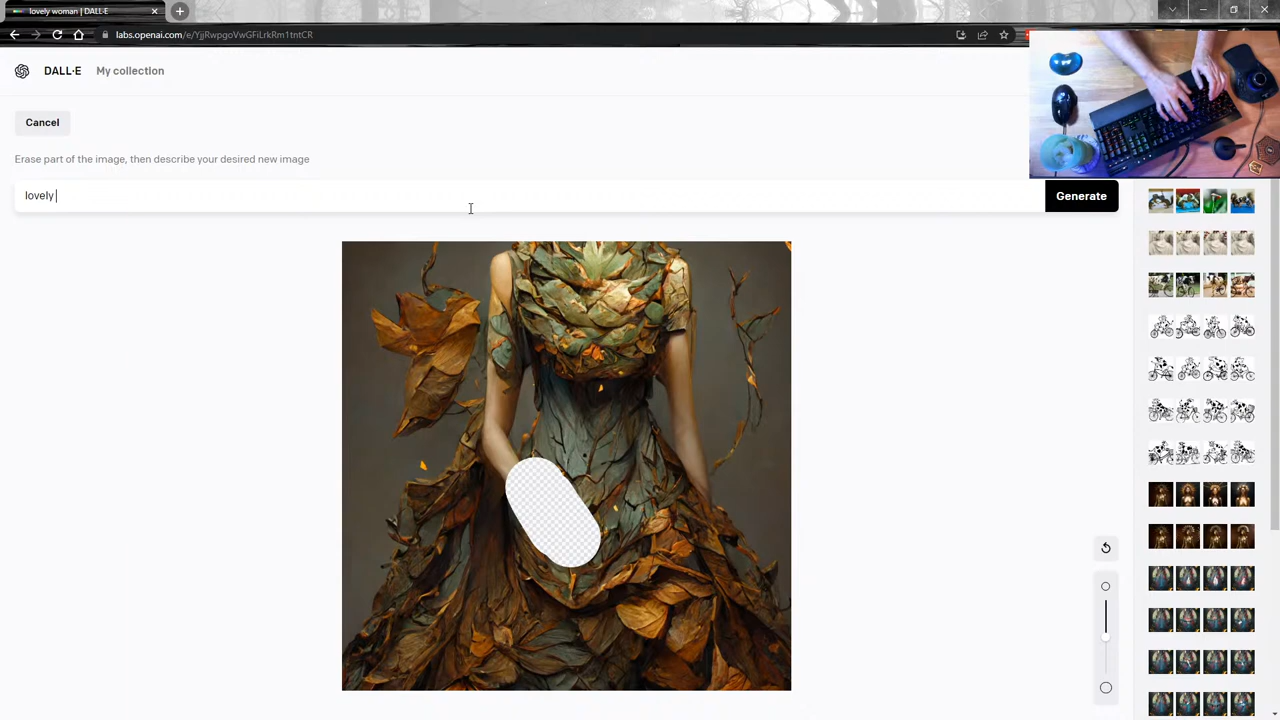 lovely woman | DALL·E
labs.openai.com/e/YjjRwpgoVwGFiLrkRm1tntCR
DALL·E
My collection
Cancel
Erase part of the image, then describe your desired new image
lovely
Generate